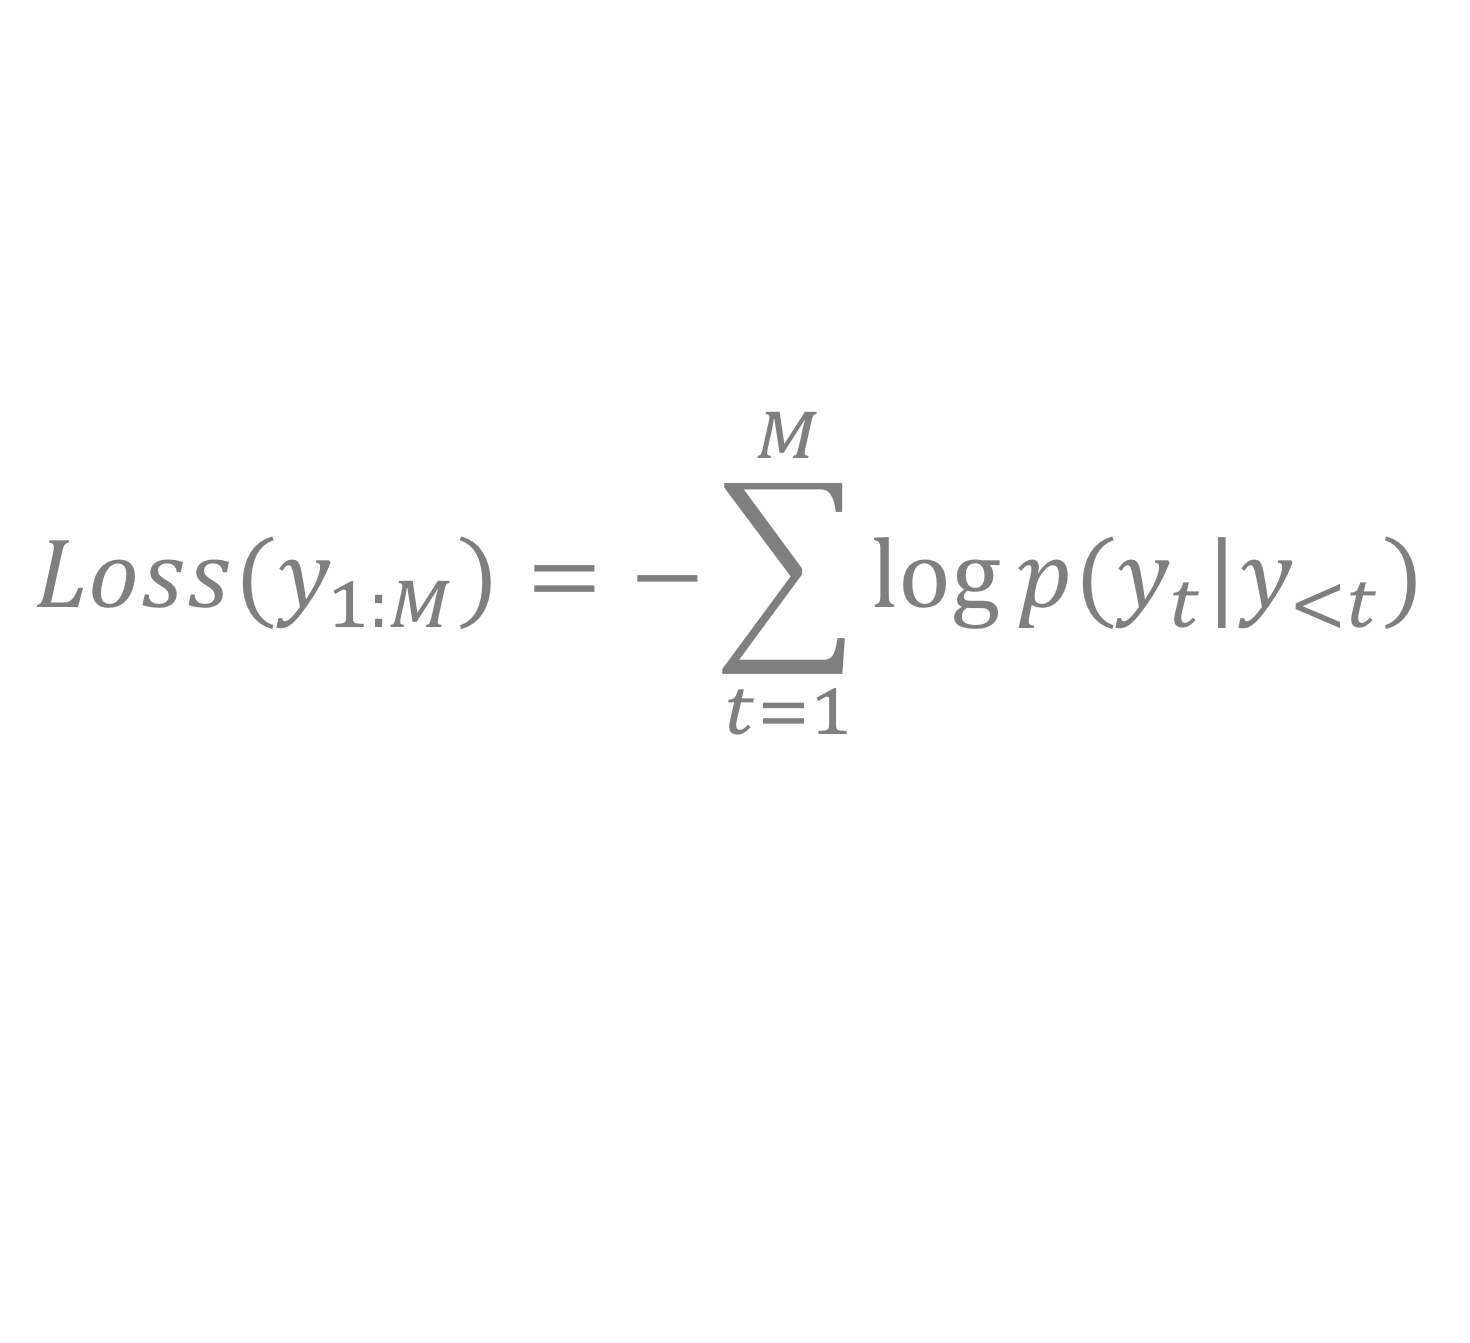 $Loss(y_{1:M}) = -\sum_{t=1}^{M} \log p(y_t|y_{<t})$